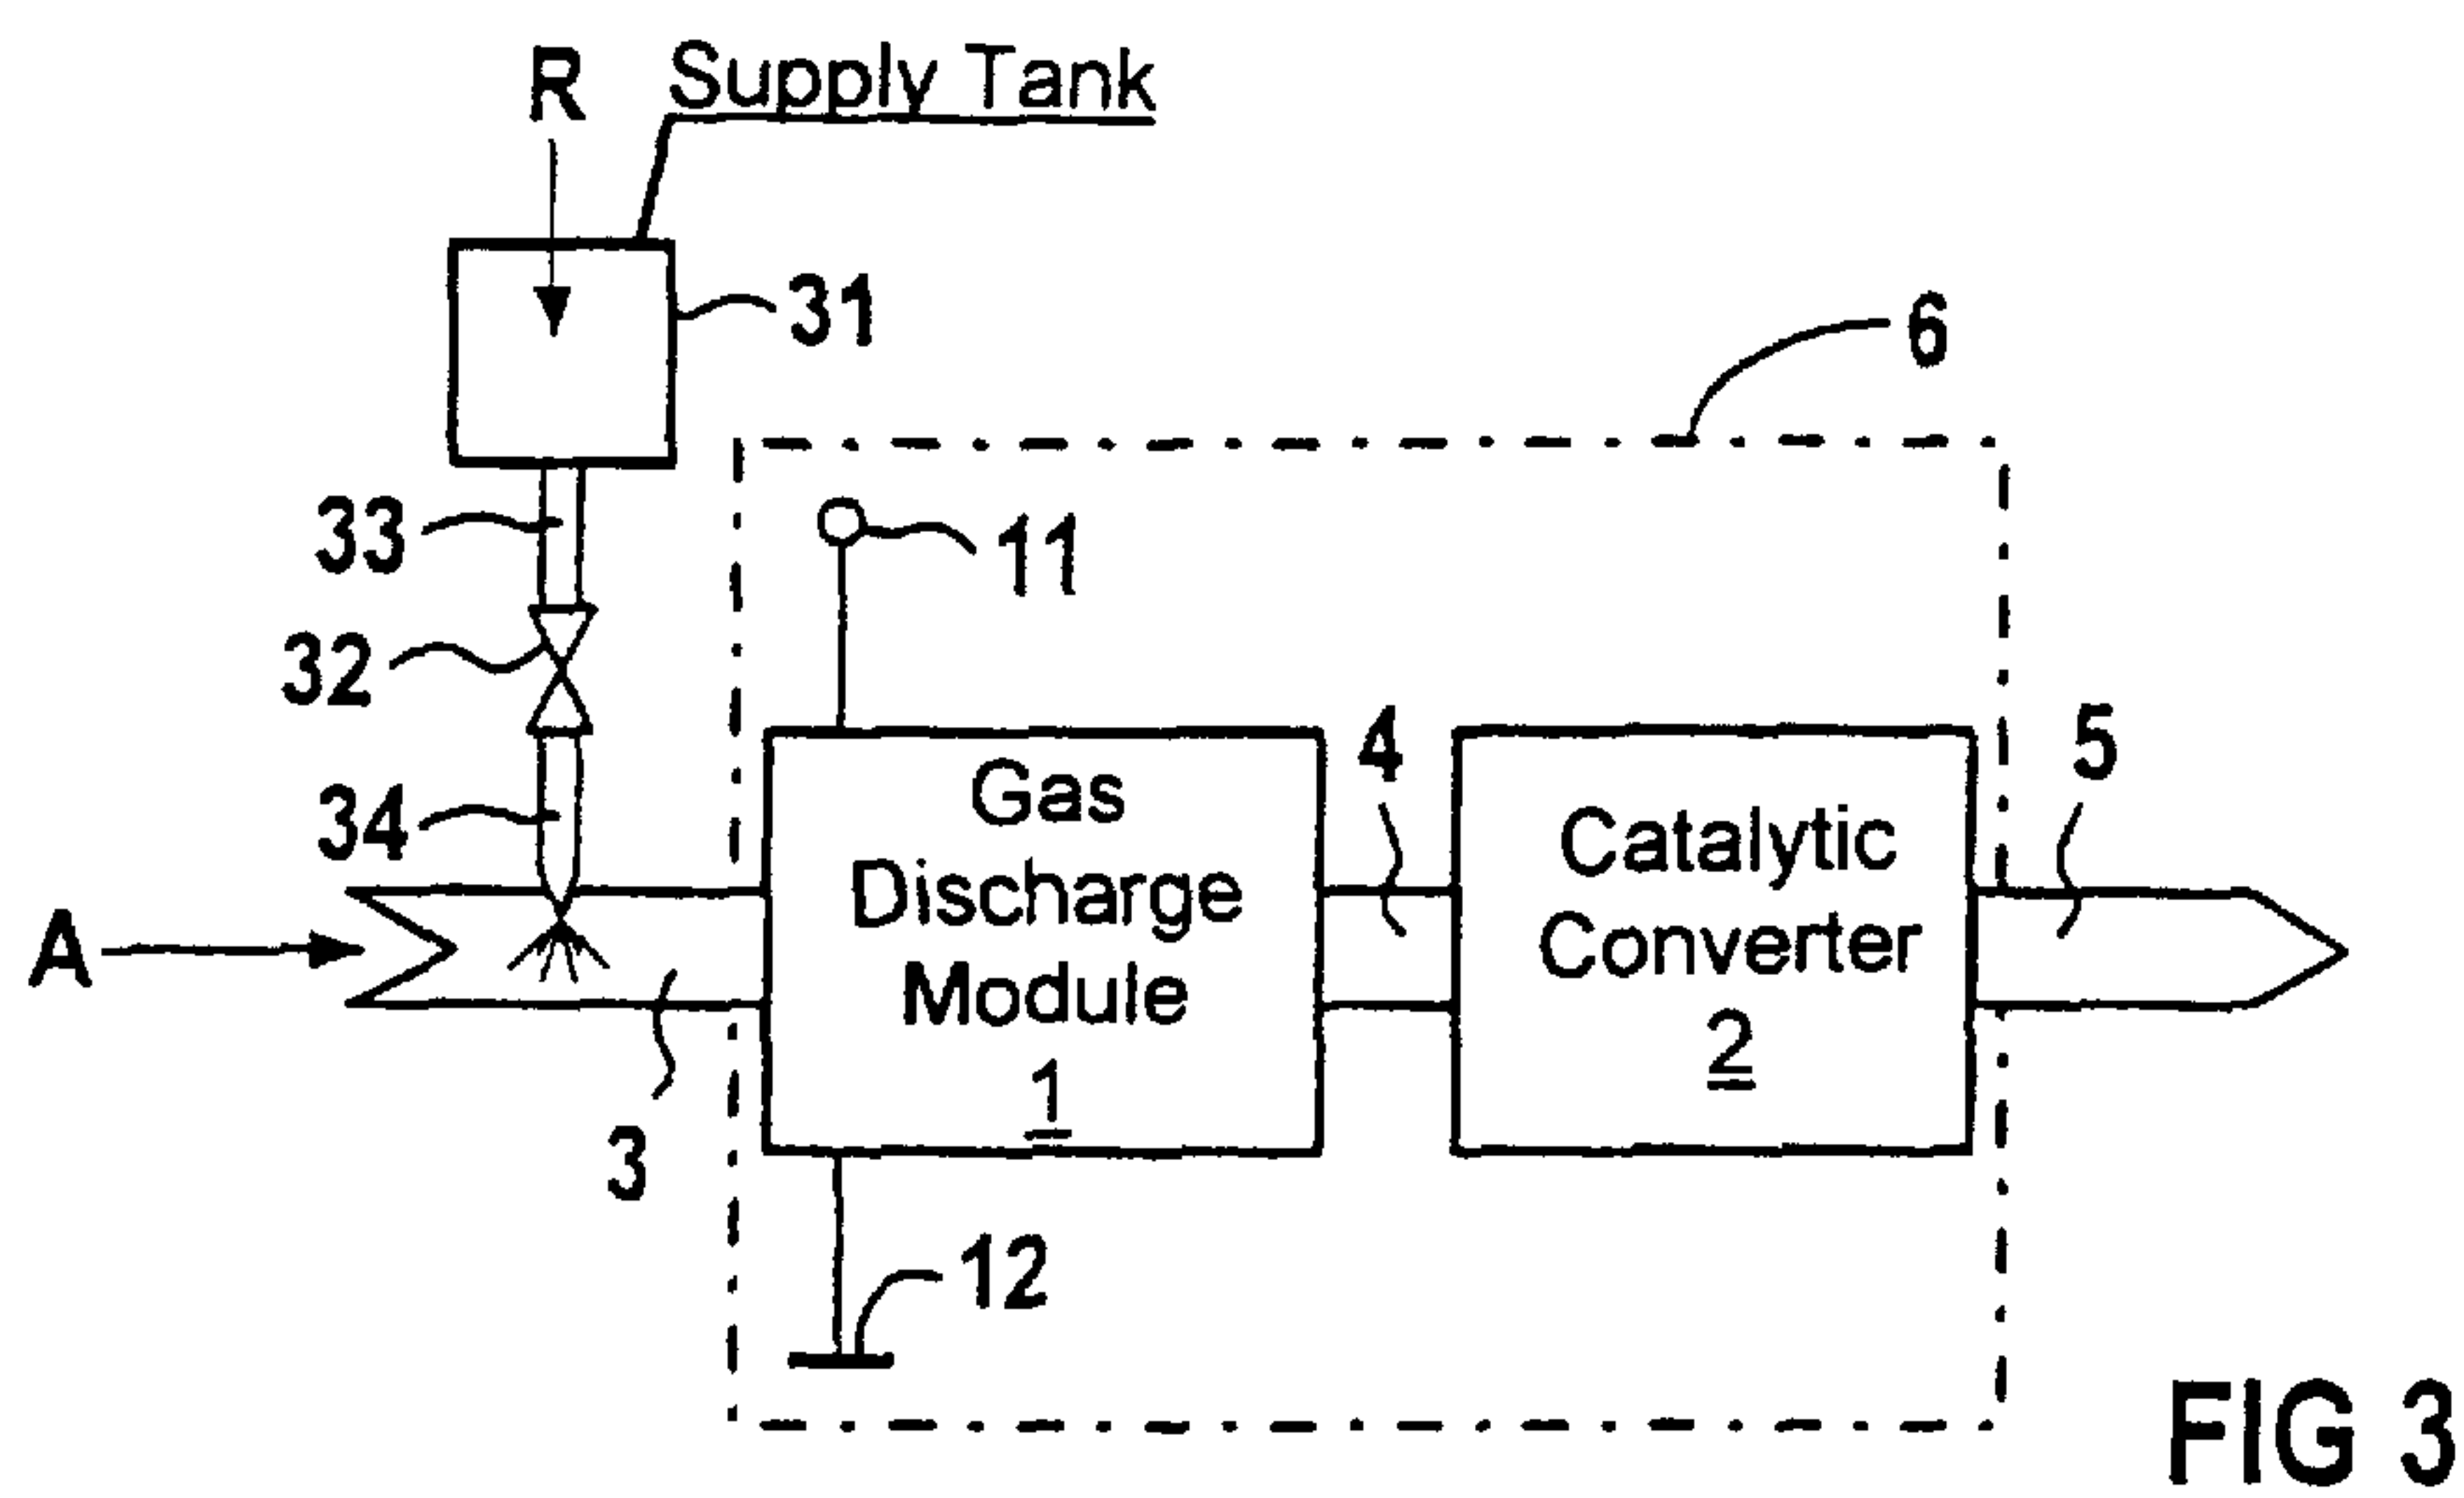 R
Supply Tank
31
6
33
11
32
4
5
34
Gas
Discharge
Module
1
Catalytic
Converter
2
A
3
12
FIG 3